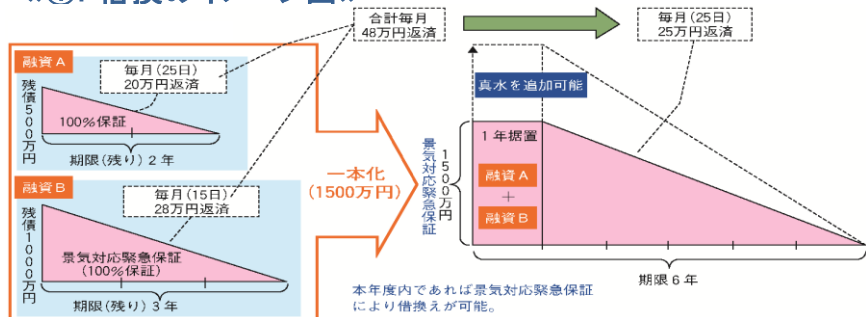 借換のイメージ図
融資A
毎月(25日)
20万円返済
残債500万円
100%保証
期限(残り)2年
融資B
毎月(15日)
28万円返済
残債1000万円
景気対応緊急保証
(100%保証)
期限(残り)3年
合計毎月
48万円返済
一本化
(1500万円)
毎月(25日)
25万円返済
真水を追加可能
景気対応緊急保証
1500万円
1年据置
融資A
+
融資B
期限6年
本年度内であれば景気対応緊急保証
により借換えが可能。